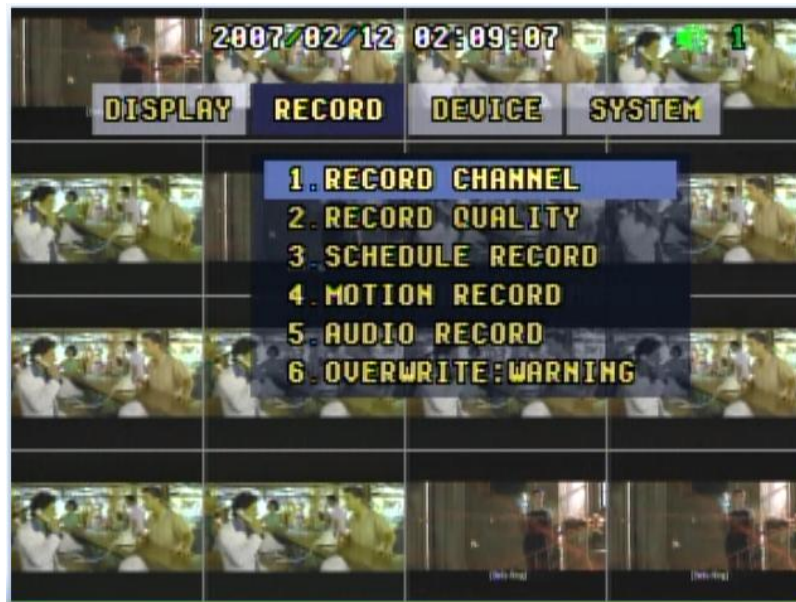 2007/02/12 02:09:07 1
DISPLAY RECORD DEVICE SYSTEM
1.RECORD CHANNEL
2.RECORD QUALITY
3.SCHEDULE RECORD
4.MOTION RECORD
5.AUDIO RECORD
6.OVERWRITE:WARNING